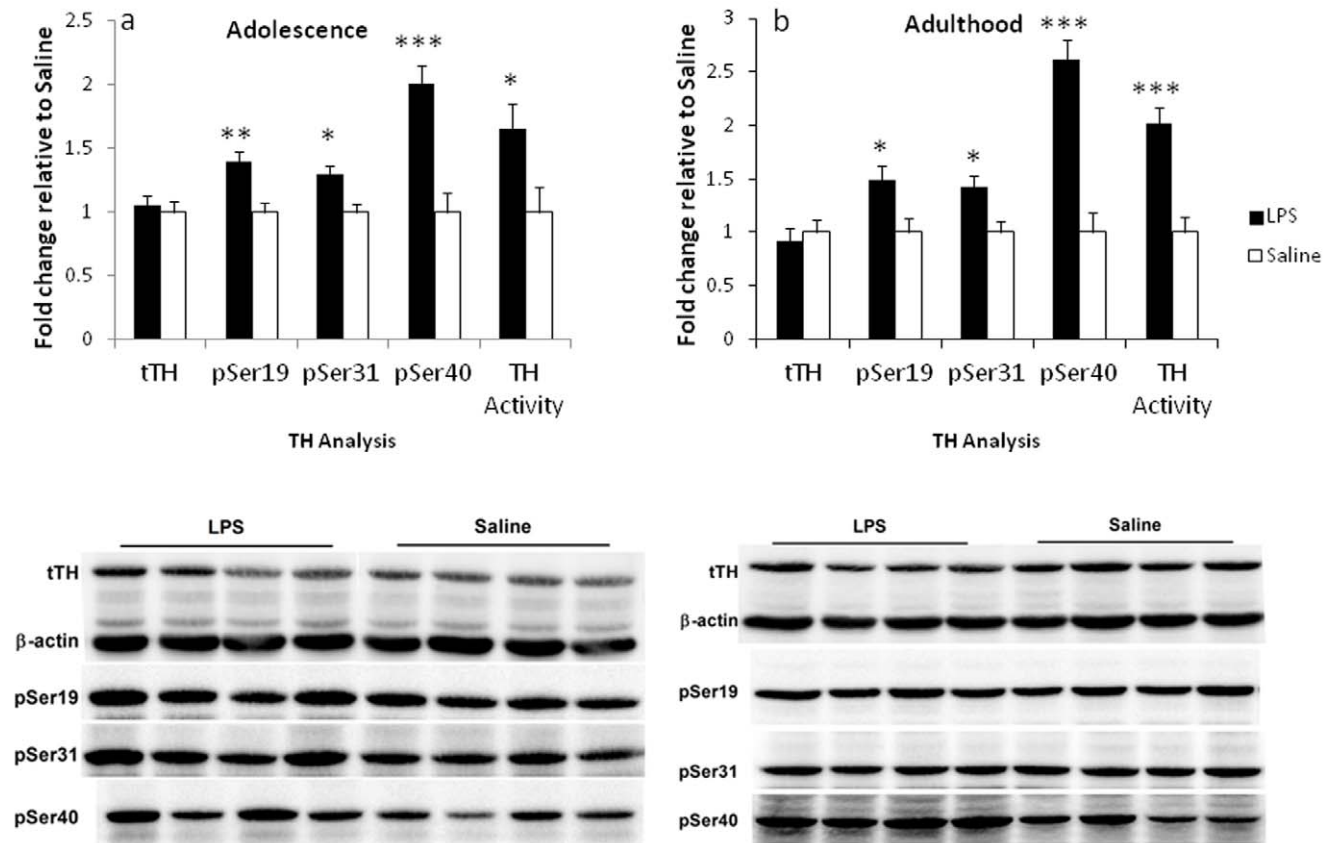 a
Adolescence
Fold change relative to Saline
2.5
2
1.5
1
0.5
0
**
*
***
*
tTH pSer19 pSer31 pSer40 TH Activity
TH Analysis
b
Adulthood
Fold change relative to Saline
3
2.5
2
1.5
1
0.5
0
*
*
***
***
tTH pSer19 pSer31 pSer40 TH Activity
TH Analysis
LPS
Saline
LPS Saline
tTH
β-actin
pSer19
pSer31
pSer40
LPS Saline
tTH
β-actin
pSer19
pSer31
pSer40